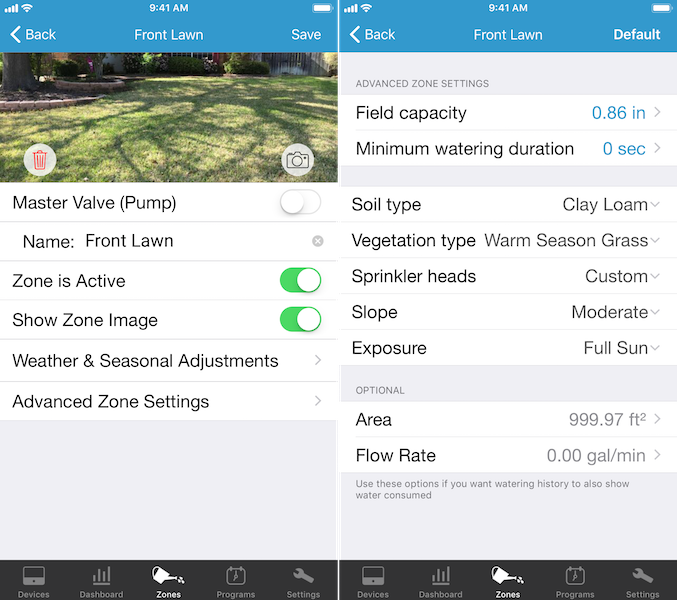 9:41 AM
Back
Front Lawn
Save
Master Valve (Pump)
Name: Front Lawn
Zone is Active
Show Zone Image
Weather & Seasonal Adjustments
Advanced Zone Settings
Devices
Dashboard
Zones
Programs
Settings
9:41 AM
Back
Front Lawn
Default
ADVANCED ZONE SETTINGS
Field capacity 0.86 in
Minimum watering duration 0 sec
Soil type Clay Loam
Vegetation type Warm Season Grass
Sprinkler heads Custom
Slope Moderate
Exposure Full Sun
OPTIONAL
Area 999.97 ft²
Flow Rate 0.00 gal/min
Use these options if you want watering history to also show
water consumed
Devices
Dashboard
Zones
Programs
Settings